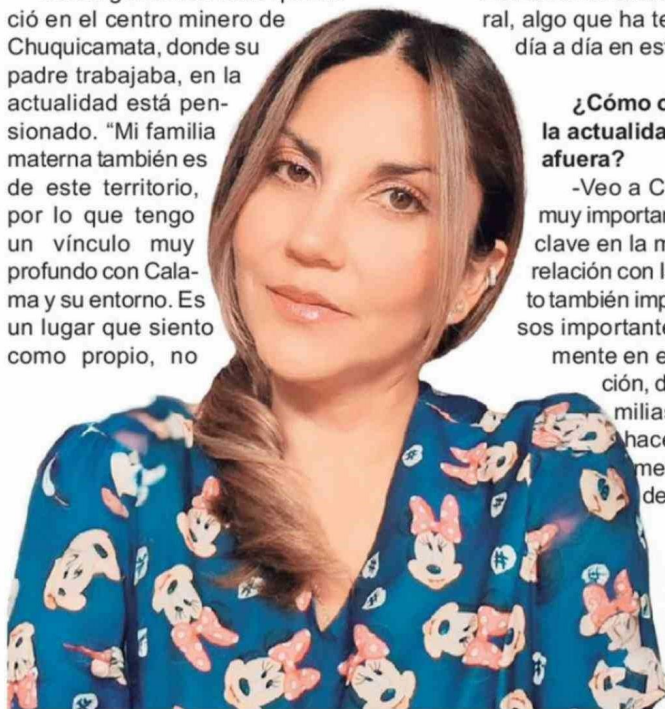 ció en el centro minero de
Chuquicamata, donde su
padre trabajaba, en la
actualidad está pen-
sionado. “Mi familia
materna también es
de este territorio,
por lo que tengo
un vínculo muy
profundo con Cala-
ma y su entorno. Es
un lugar que siento
como propio, no
ral, algo que ha te
día a día en es
¿Cómo
la actualida
afuera?
-Veo a C
muy importa
clave en la
relación con
to también imp
sos importante
mente en e
ción, d
milia
hace
me
de